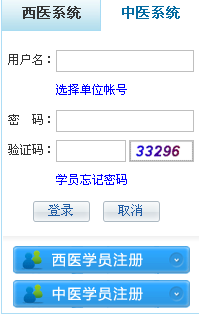 西医系统 中医系统
用户名：
选择单位帐号
密 码：
验证码： 33296
学员忘记密码
登录 取消
西医学员注册
中医学员注册